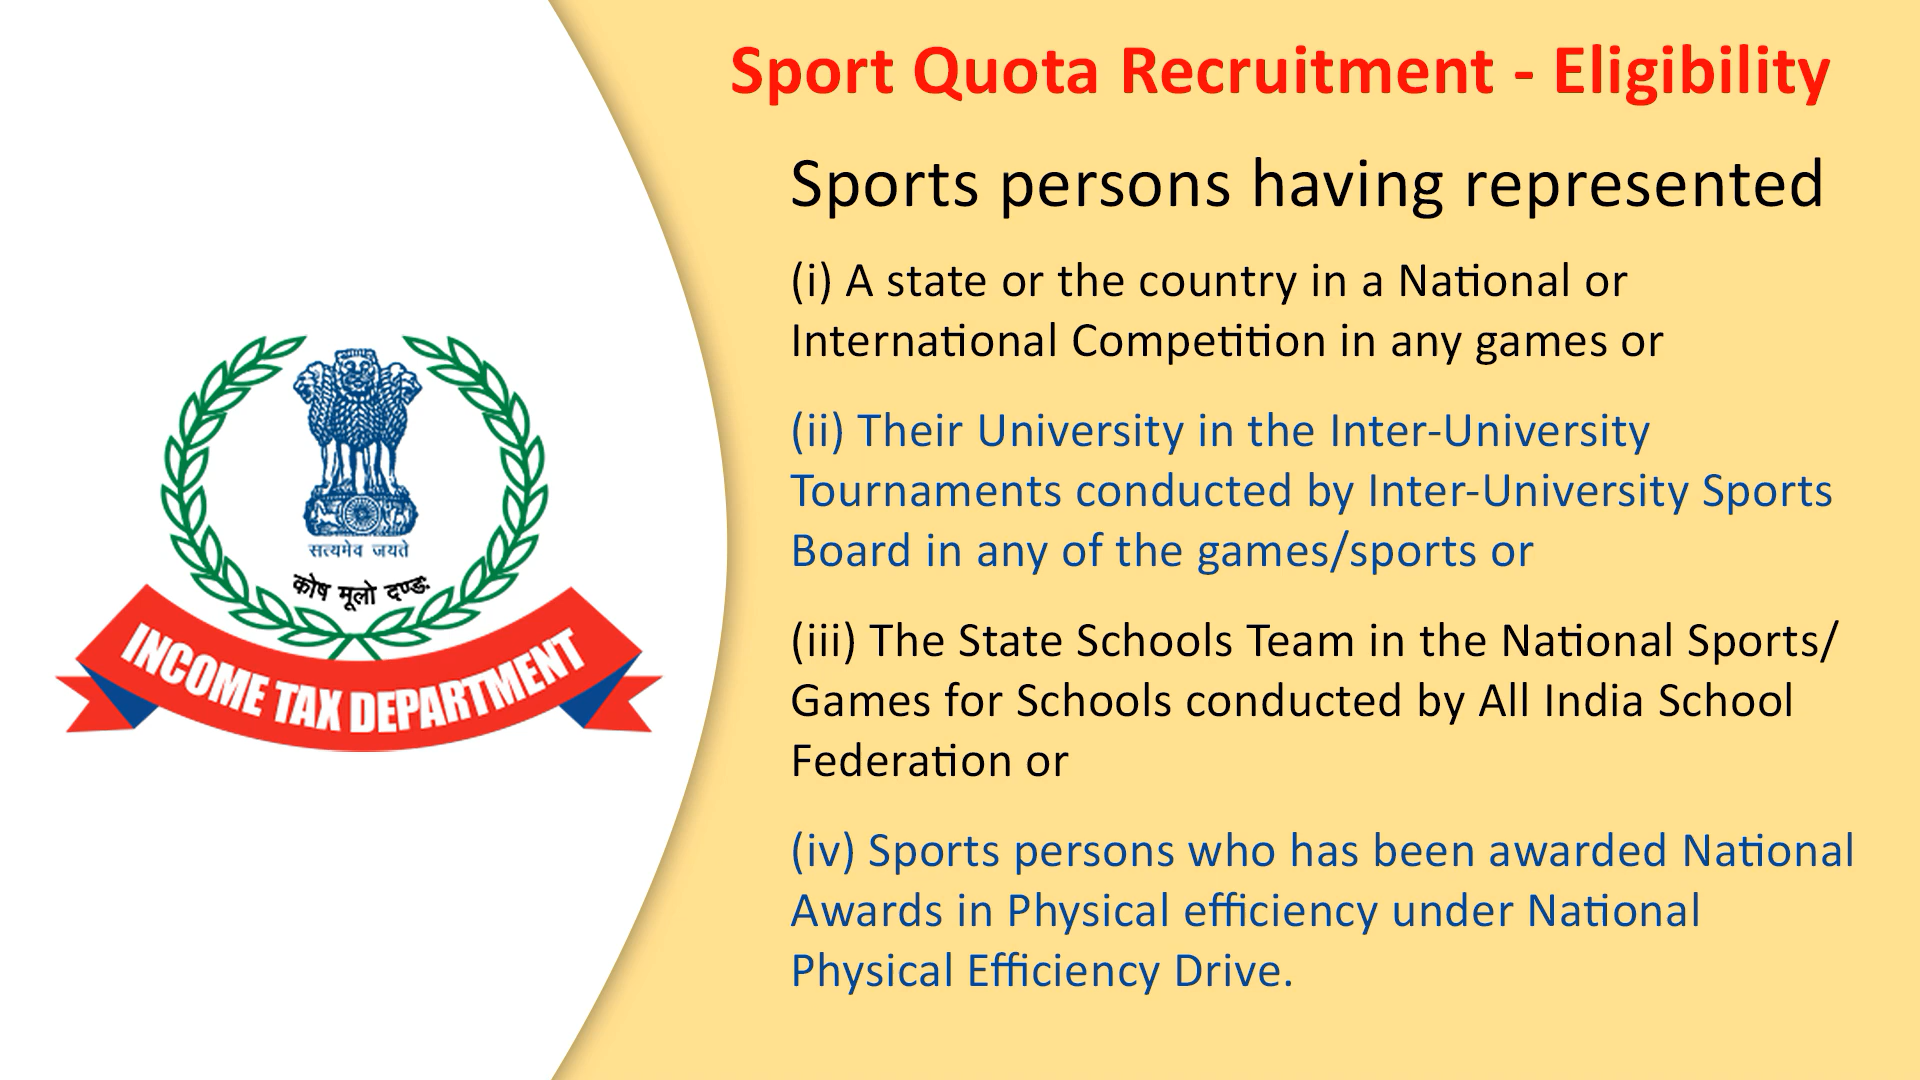 Sport Quota Recruitment - Eligibility
Sports persons having represented
(i) A state or the country in a National or
International Competition in any games or
(ii) Their University in the Inter-University
Tournaments conducted by Inter-University Sports
Board in any of the games/sports or
(iii) The State Schools Team in the National Sports/
Games for Schools conducted by All India School
Federation or
(iv) Sports persons who has been awarded National
Awards in Physical efficiency under National
Physical Efficiency Drive.
सत्यमेव जयते
कोष मूलो दण्डः
INCOME TAX DEPARTMENT